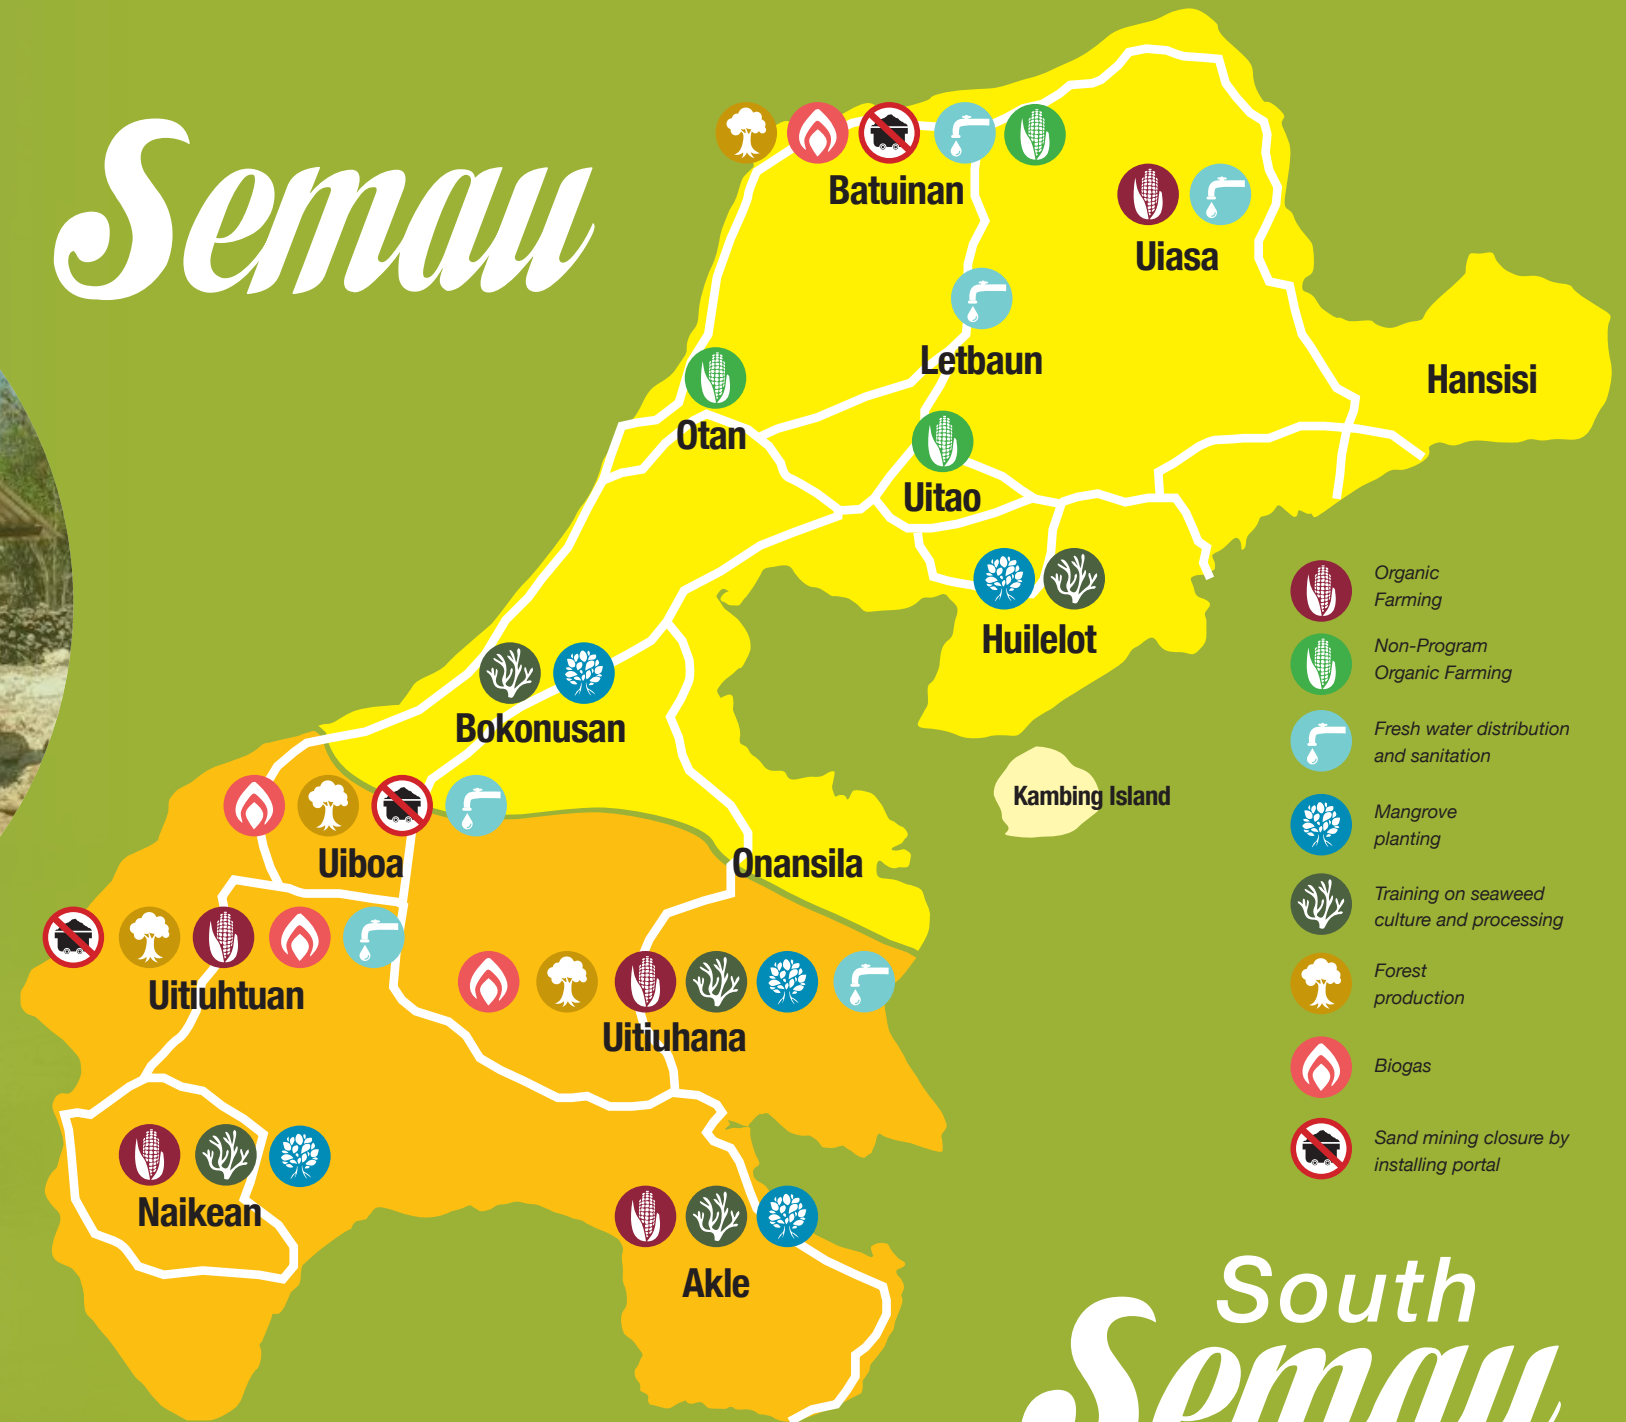 Semau
Batuinan
Uiasa
Letbaun
Hansisi
Otan
Uitao
Huilelot
Bokonusan
Kambing Island
Uiboa
Onansila
Uitiuhtuan
Uitiuhana
Naikean
Akle
Organic
Farming
Non-Program
Organic Farming
Fresh water distribution
and sanitation
Mangrove
planting
Training on seaweed
culture and processing
Forest
production
Biogas
Sand mining closure by
installing portal
South
Semau